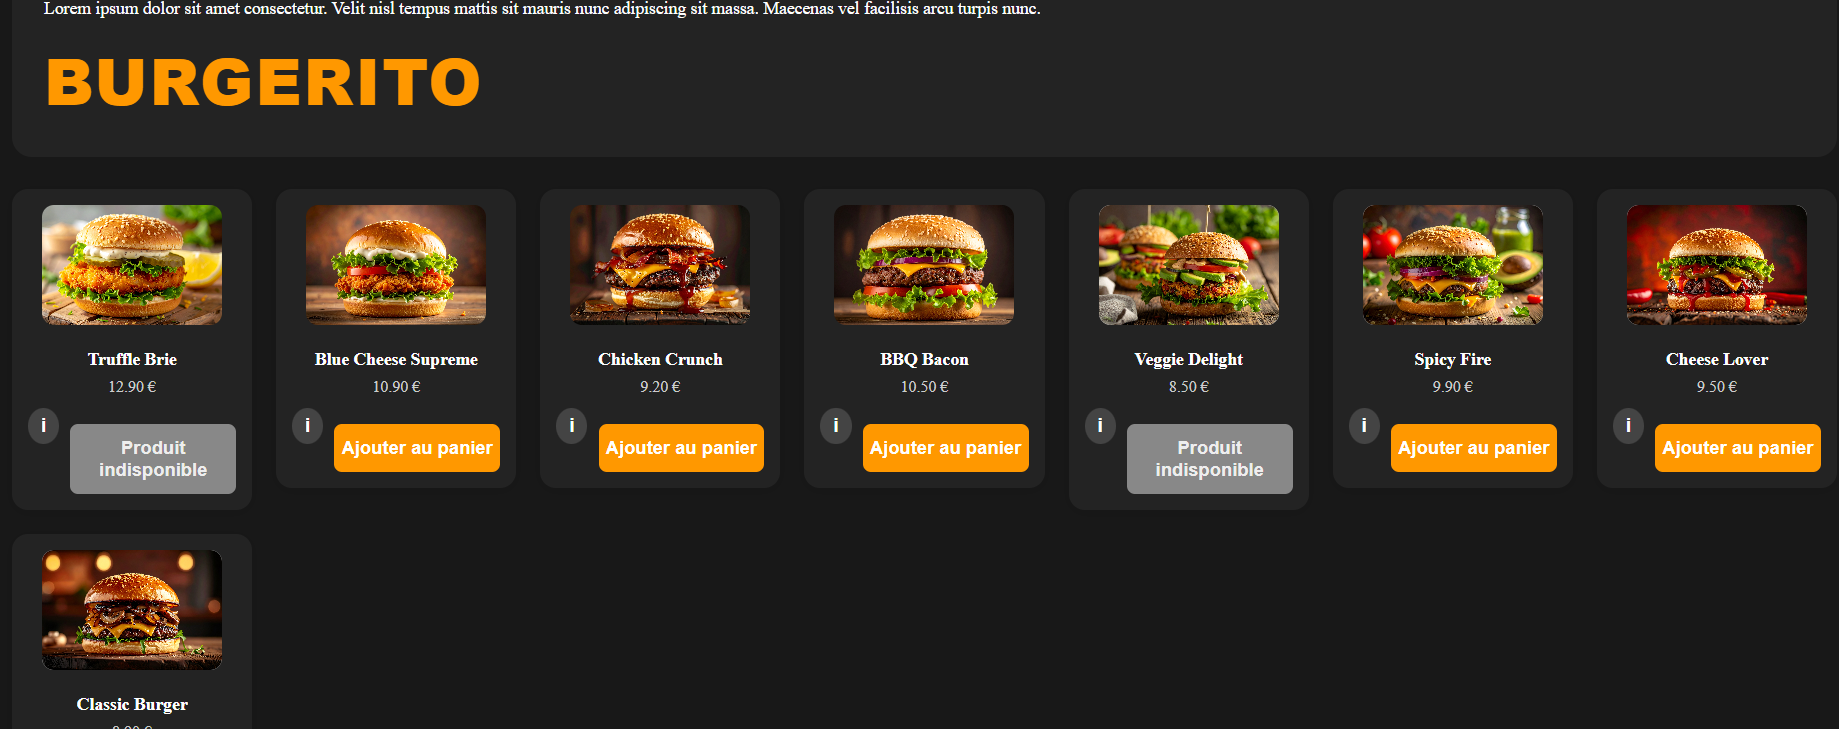 Lorem ipsum dolor sit amet consectetur. Velit nisl tempus mattis sit mauris nunc adipiscing sit massa. Maecenas vel facilisis arcu turpis nunc.
BURGERITO
Truffle Brie
12.90 €
i
Produit
indisponible
Blue Cheese Supreme
10.90 €
i
Ajouter au panier
Chicken Crunch
9.20 €
i
Ajouter au panier
BBQ Bacon
10.50 €
i
Ajouter au panier
Veggie Delight
8.50 €
i
Produit
indisponible
Spicy Fire
9.90 €
i
Ajouter au panier
Cheese Lover
9.50 €
i
Ajouter au panier
Classic Burger